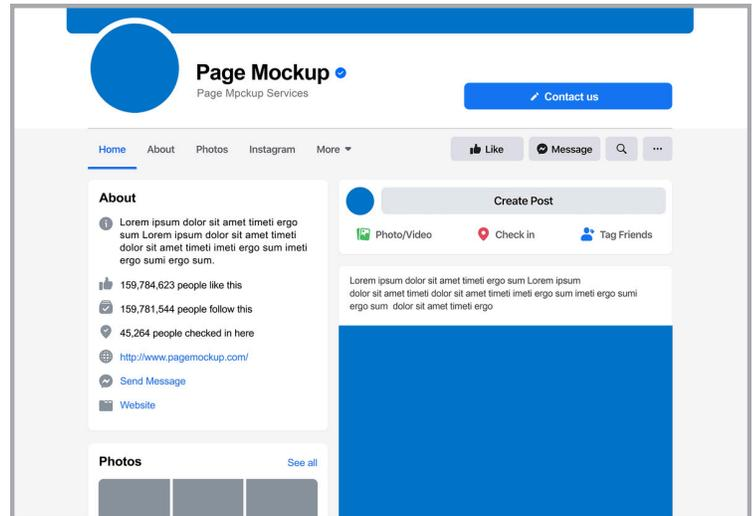 Page Mockup
Page Mpckup Services
Contact us
Home About Photos Instagram More
Like Message
About
Lorem ipsum dolor sit amet timeti ergo
sum Lorem ipsum dolor sit amet timeti
dolor sit amet timeti imeti ergo sum imeti
ergo sumi ergo sum.
159,784,623 people like this
159,781,544 people follow this
45,264 people checked in here
http://www.pagemockup.com/
Send Message
Website
Photos See all
Create Post
Photo/Video Check in Tag Friends
Lorem ipsum dolor sit amet timeti ergo sum Lorem ipsum
dolor sit amet timeti dolor sit amet timeti imeti ergo sum imeti ergo sumi
ergo sum dolor sit amet timeti ergo